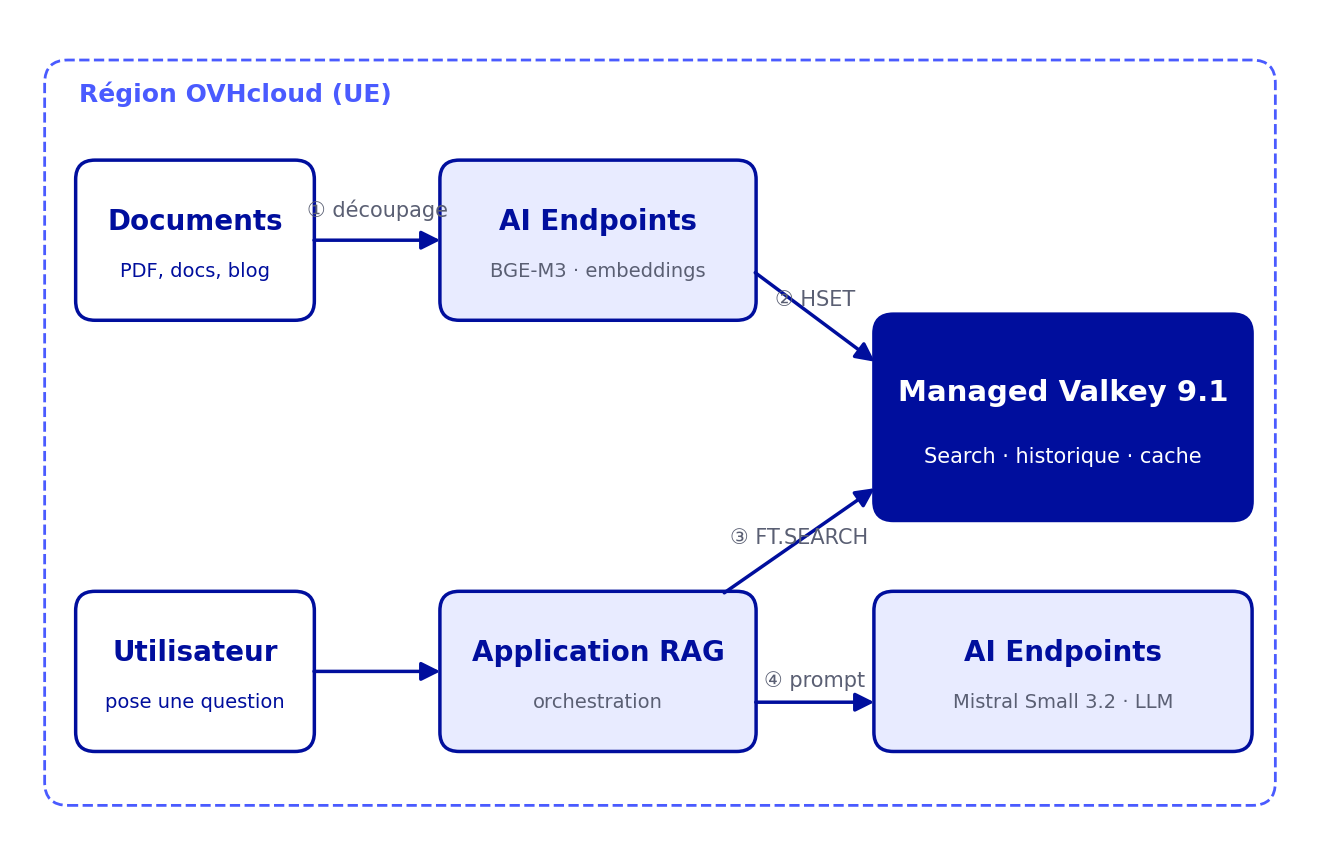 Région OVHcloud (UE)
Documents
PDF, docs, blog
① découpage
AI Endpoints
BGE-M3 · embeddings
② HSET
Managed Valkey 9.1
Search · historique · cache
③ FT.SEARCH
Utilisateur
pose une question
Application RAG
orchestration
④ prompt
AI Endpoints
Mistral Small 3.2 · LLM